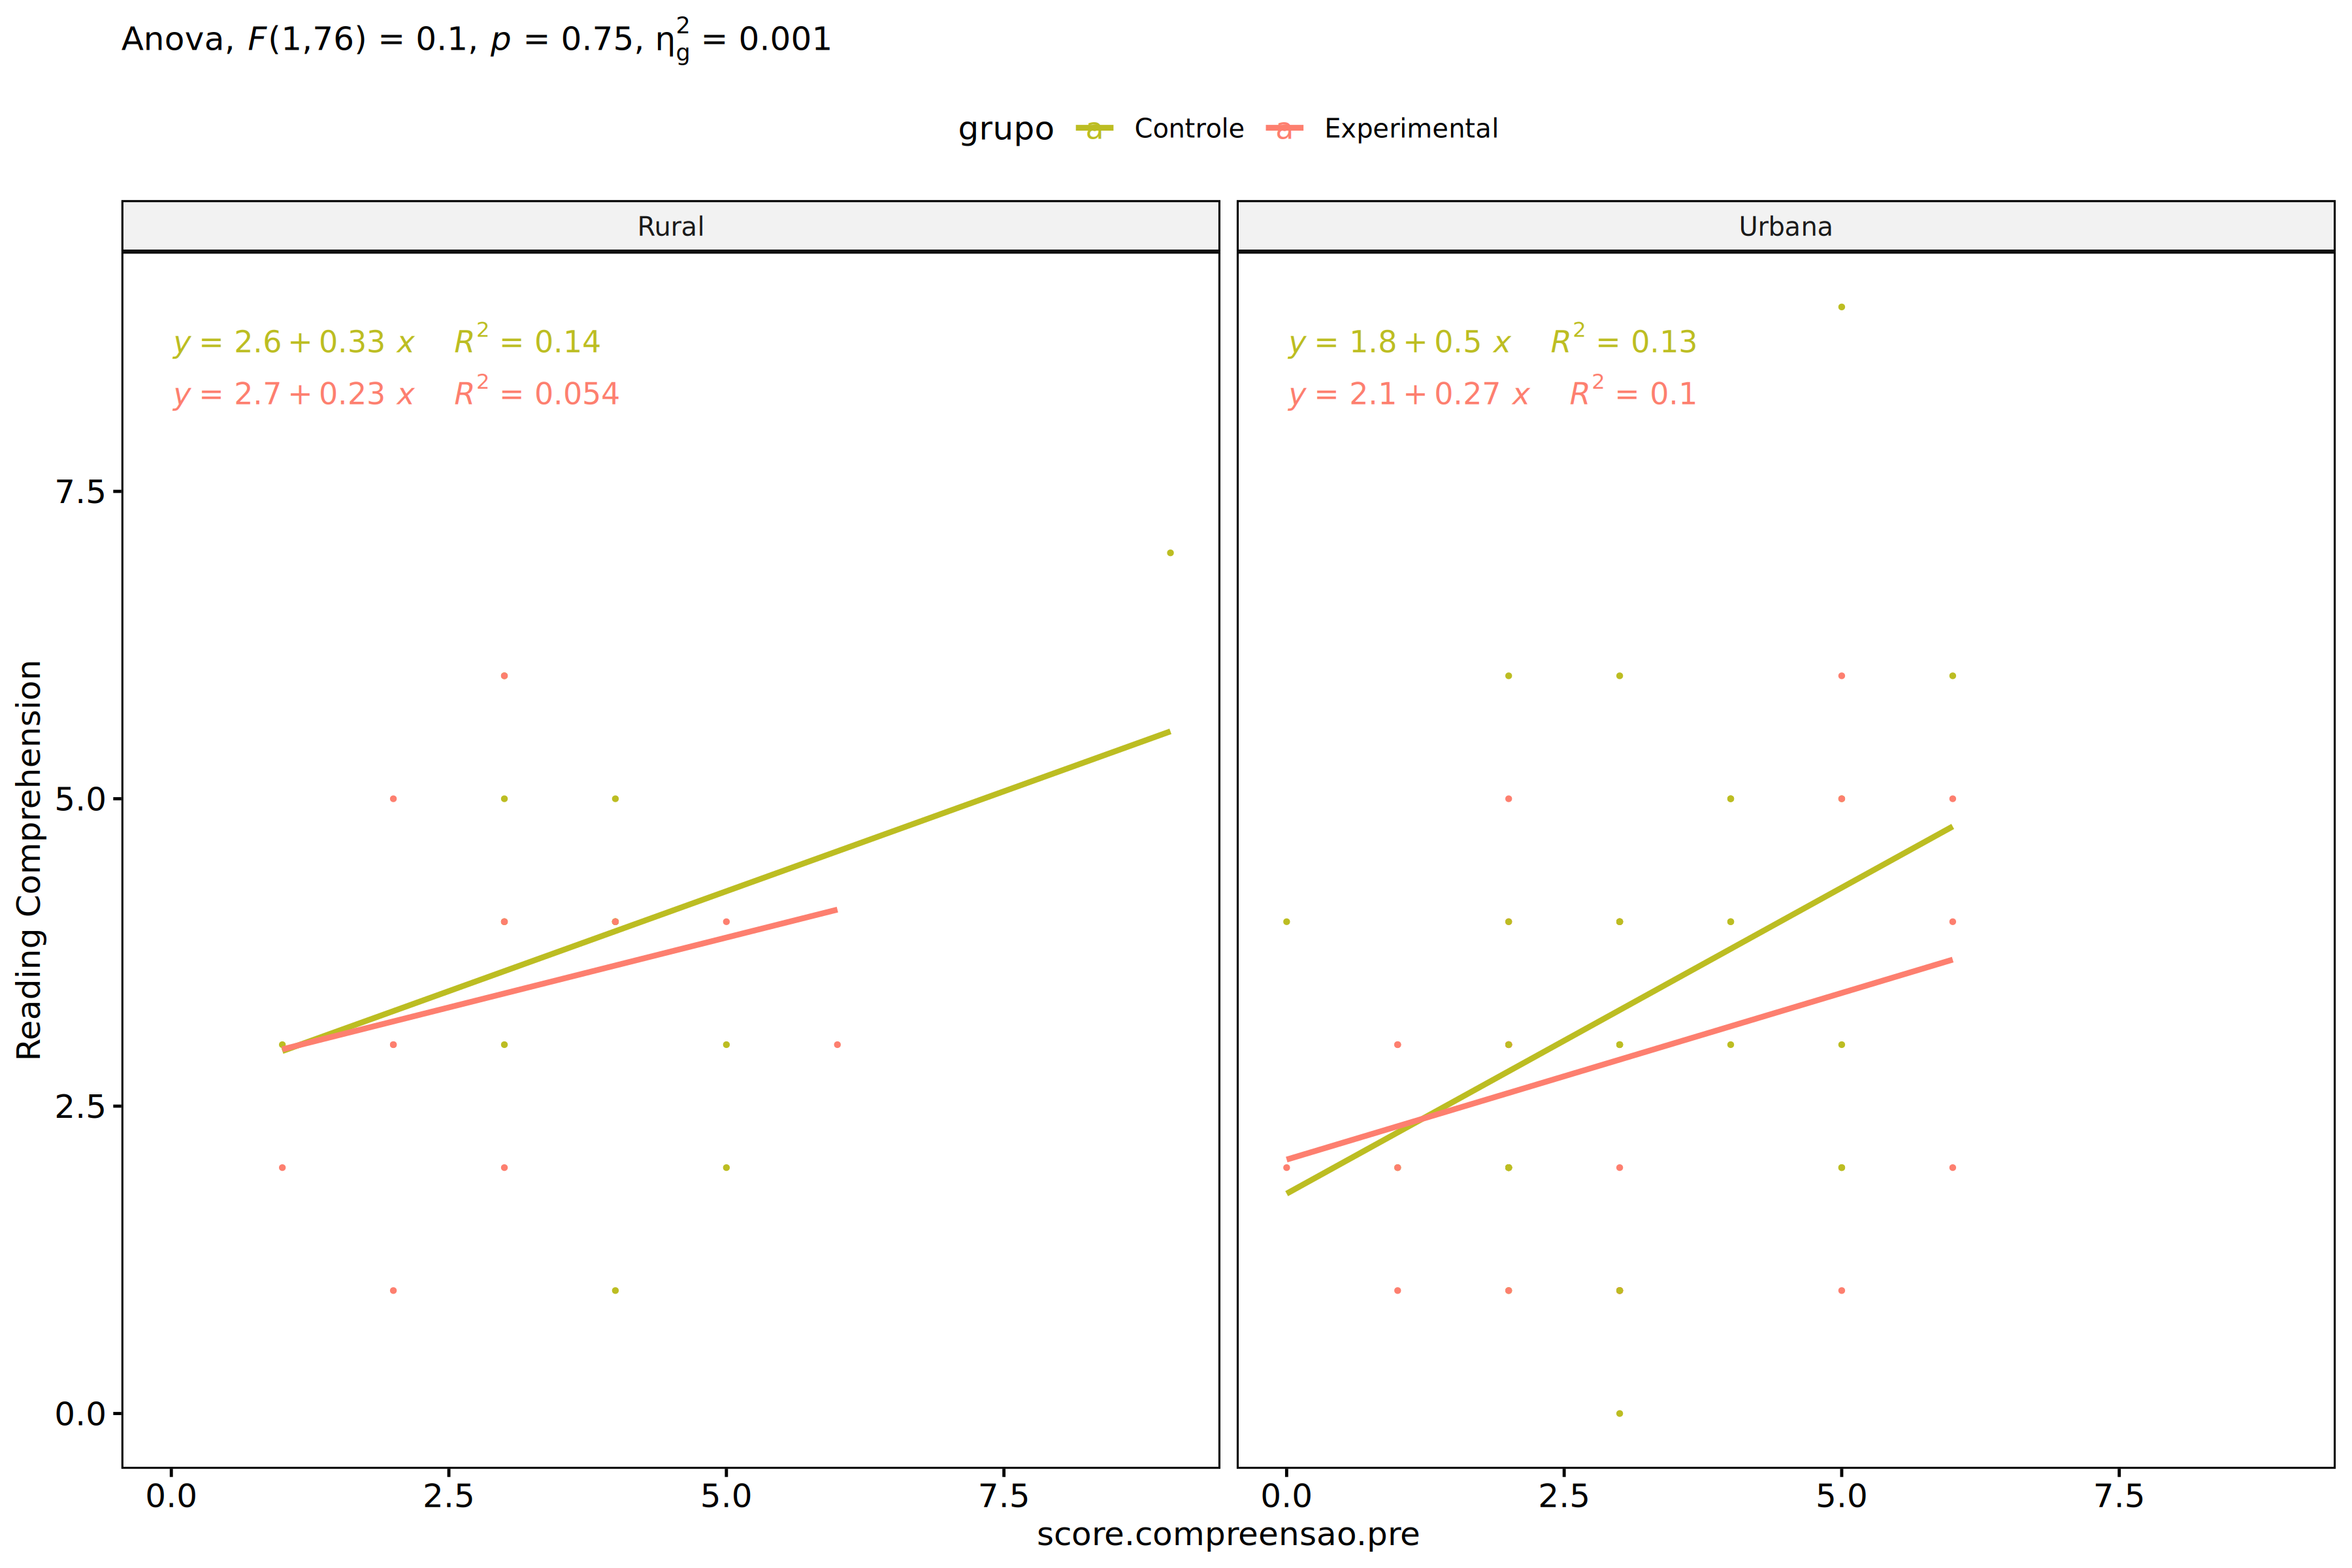 Anova, F(1,76) = 0.1, p = 0.75, η²g = 0.001
grupo a Controle a Experimental
Rural
Urbana
y = 2.6 + 0.33 x R² = 0.14
y = 2.7 + 0.23 x R² = 0.054
y = 1.8 + 0.5 x R² = 0.13
y = 2.1 + 0.27 x R² = 0.1
Reading Comprehension
7.5
5.0
2.5
0.0
0.0 2.5 5.0 7.5
0.0 2.5 5.0 7.5
score.compreensao.pre